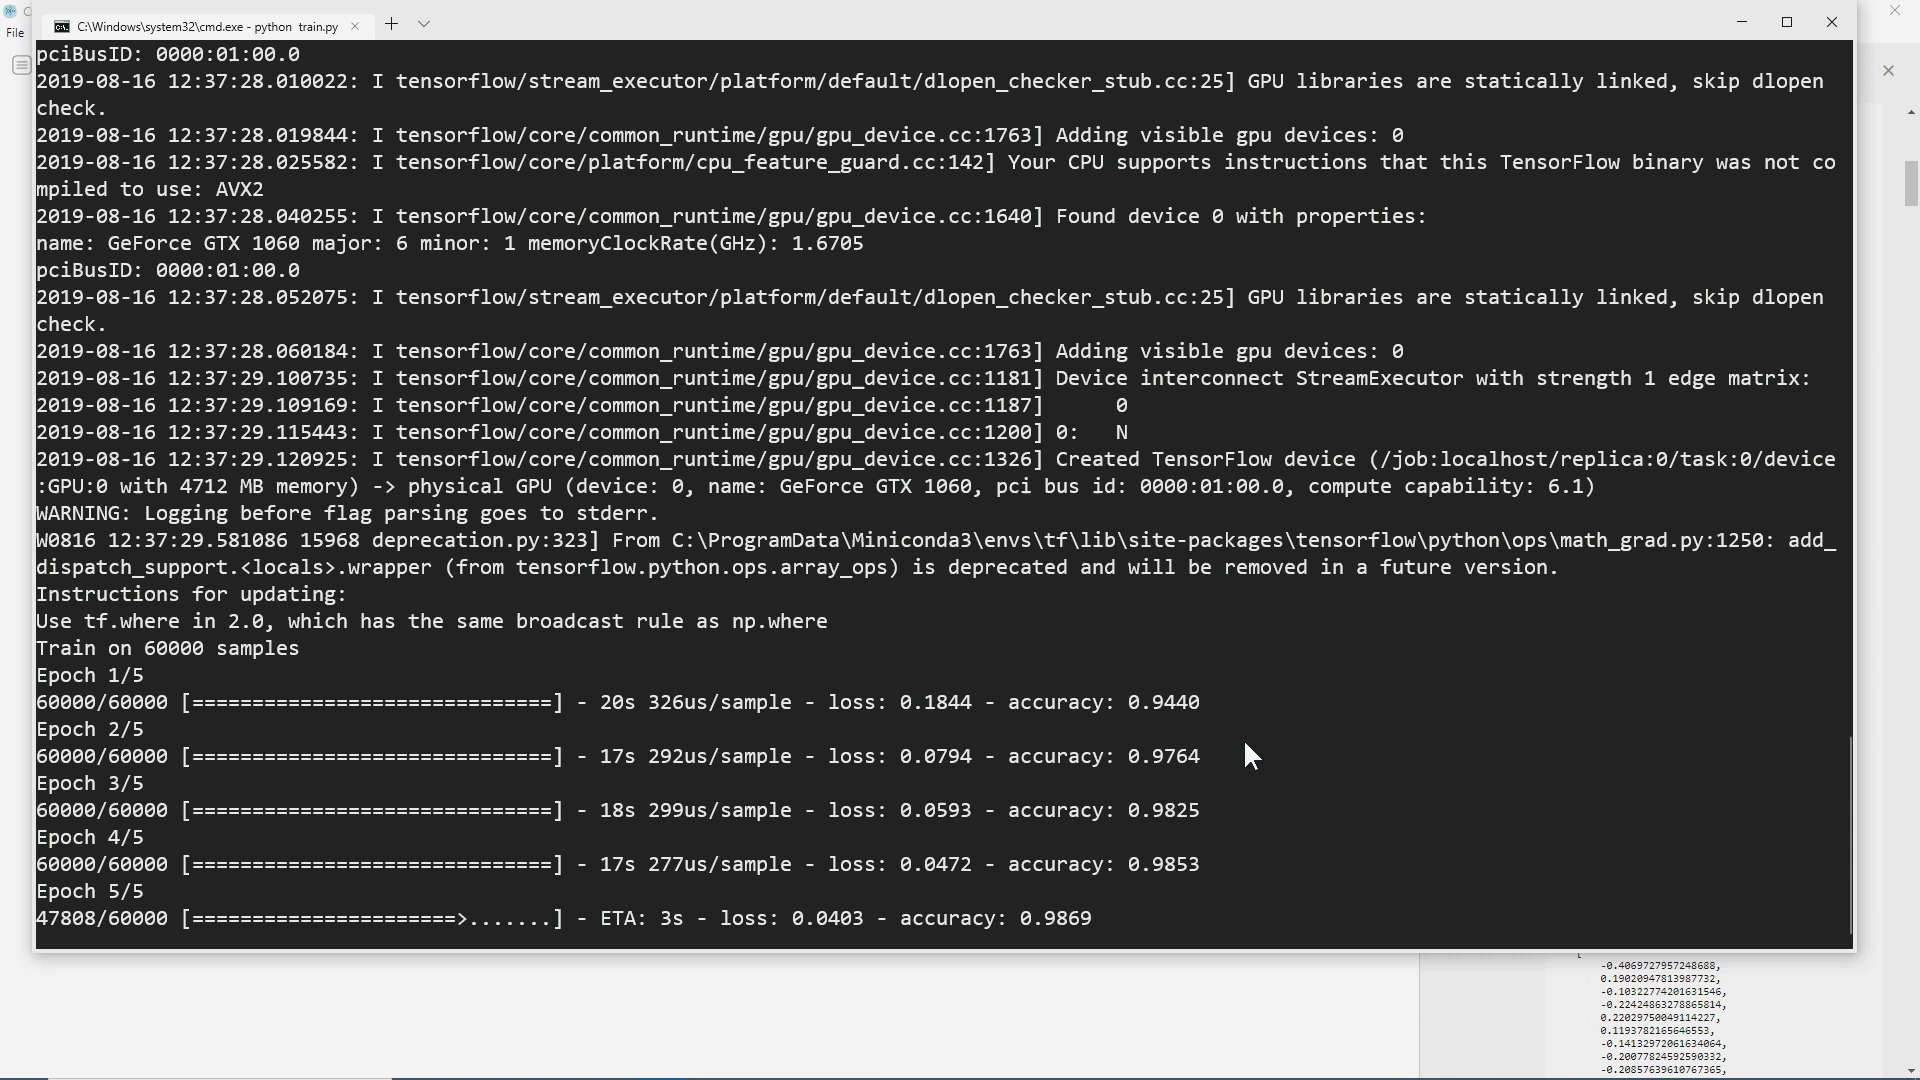 C:\Windows\system32\cmd.exe - python train.py
File
pciBusID: 0000:01:00.0
2019-08-16 12:37:28.010022: I tensorflow/stream_executor/platform/default/dlopen_checker_stub.cc:25] GPU libraries are statically linked, skip dlopen
check.
2019-08-16 12:37:28.019844: I tensorflow/core/common_runtime/gpu/gpu_device.cc:1763] Adding visible gpu devices: 0
2019-08-16 12:37:28.025582: I tensorflow/core/platform/cpu_feature_guard.cc:142] Your CPU supports instructions that this TensorFlow binary was not co
mpiled to use: AVX2
2019-08-16 12:37:28.040255: I tensorflow/core/common_runtime/gpu/gpu_device.cc:1640] Found device 0 with properties:
name: GeForce GTX 1060 major: 6 minor: 1 memoryClockRate(GHz): 1.6705
pciBusID: 0000:01:00.0
2019-08-16 12:37:28.052075: I tensorflow/stream_executor/platform/default/dlopen_checker_stub.cc:25] GPU libraries are statically linked, skip dlopen
check.
2019-08-16 12:37:28.060184: I tensorflow/core/common_runtime/gpu/gpu_device.cc:1763] Adding visible gpu devices: 0
2019-08-16 12:37:29.100735: I tensorflow/core/common_runtime/gpu/gpu_device.cc:1181] Device interconnect StreamExecutor with strength 1 edge matrix:
2019-08-16 12:37:29.109169: I tensorflow/core/common_runtime/gpu/gpu_device.cc:1187]      0
2019-08-16 12:37:29.115443: I tensorflow/core/common_runtime/gpu/gpu_device.cc:1200] 0:   N
2019-08-16 12:37:29.120925: I tensorflow/core/common_runtime/gpu/gpu_device.cc:1326] Created TensorFlow device (/job:localhost/replica:0/task:0/device
:GPU:0 with 4712 MB memory) -> physical GPU (device: 0, name: GeForce GTX 1060, pci bus id: 0000:01:00.0, compute capability: 6.1)
WARNING: Logging before flag parsing goes to stderr.
W0816 12:37:29.581086 15968 deprecation.py:323] From C:\ProgramData\Miniconda3\envs\tf\lib\site-packages\tensorflow\python\ops\math_grad.py:1250: add_
dispatch_support.<locals>.wrapper (from tensorflow.python.ops.array_ops) is deprecated and will be removed in a future version.
Instructions for updating:
Use tf.where in 2.0, which has the same broadcast rule as np.where
Train on 60000 samples
Epoch 1/5
60000/60000 [==============================] - 20s 326us/sample - loss: 0.1844 - accuracy: 0.9440
Epoch 2/5
60000/60000 [==============================] - 17s 292us/sample - loss: 0.0794 - accuracy: 0.9764
Epoch 3/5
60000/60000 [==============================] - 18s 299us/sample - loss: 0.0593 - accuracy: 0.9825
Epoch 4/5
60000/60000 [==============================] - 17s 277us/sample - loss: 0.0472 - accuracy: 0.9853
Epoch 5/5
47808/60000 [======================>.......] - ETA: 3s - loss: 0.0403 - accuracy: 0.9869
-0.4069727957248688,
0.19020947813987732,
-0.10322774201631546,
-0.22424863278865814,
0.22029750049114227,
0.1193782165646553,
-0.14132972061634064,
-0.20077824592590332,
-0.20857639610767365,